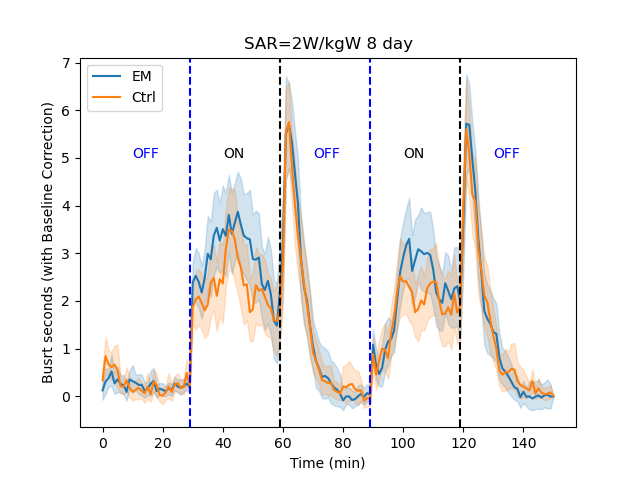 SAR=2W/kgW 8 day
EM
Ctrl
OFF
ON
OFF
ON
OFF
Busrt seconds (with Baseline Correction)
7
6
5
4
3
2
1
0
0
20
40
60
80
100
120
140
Time (min)